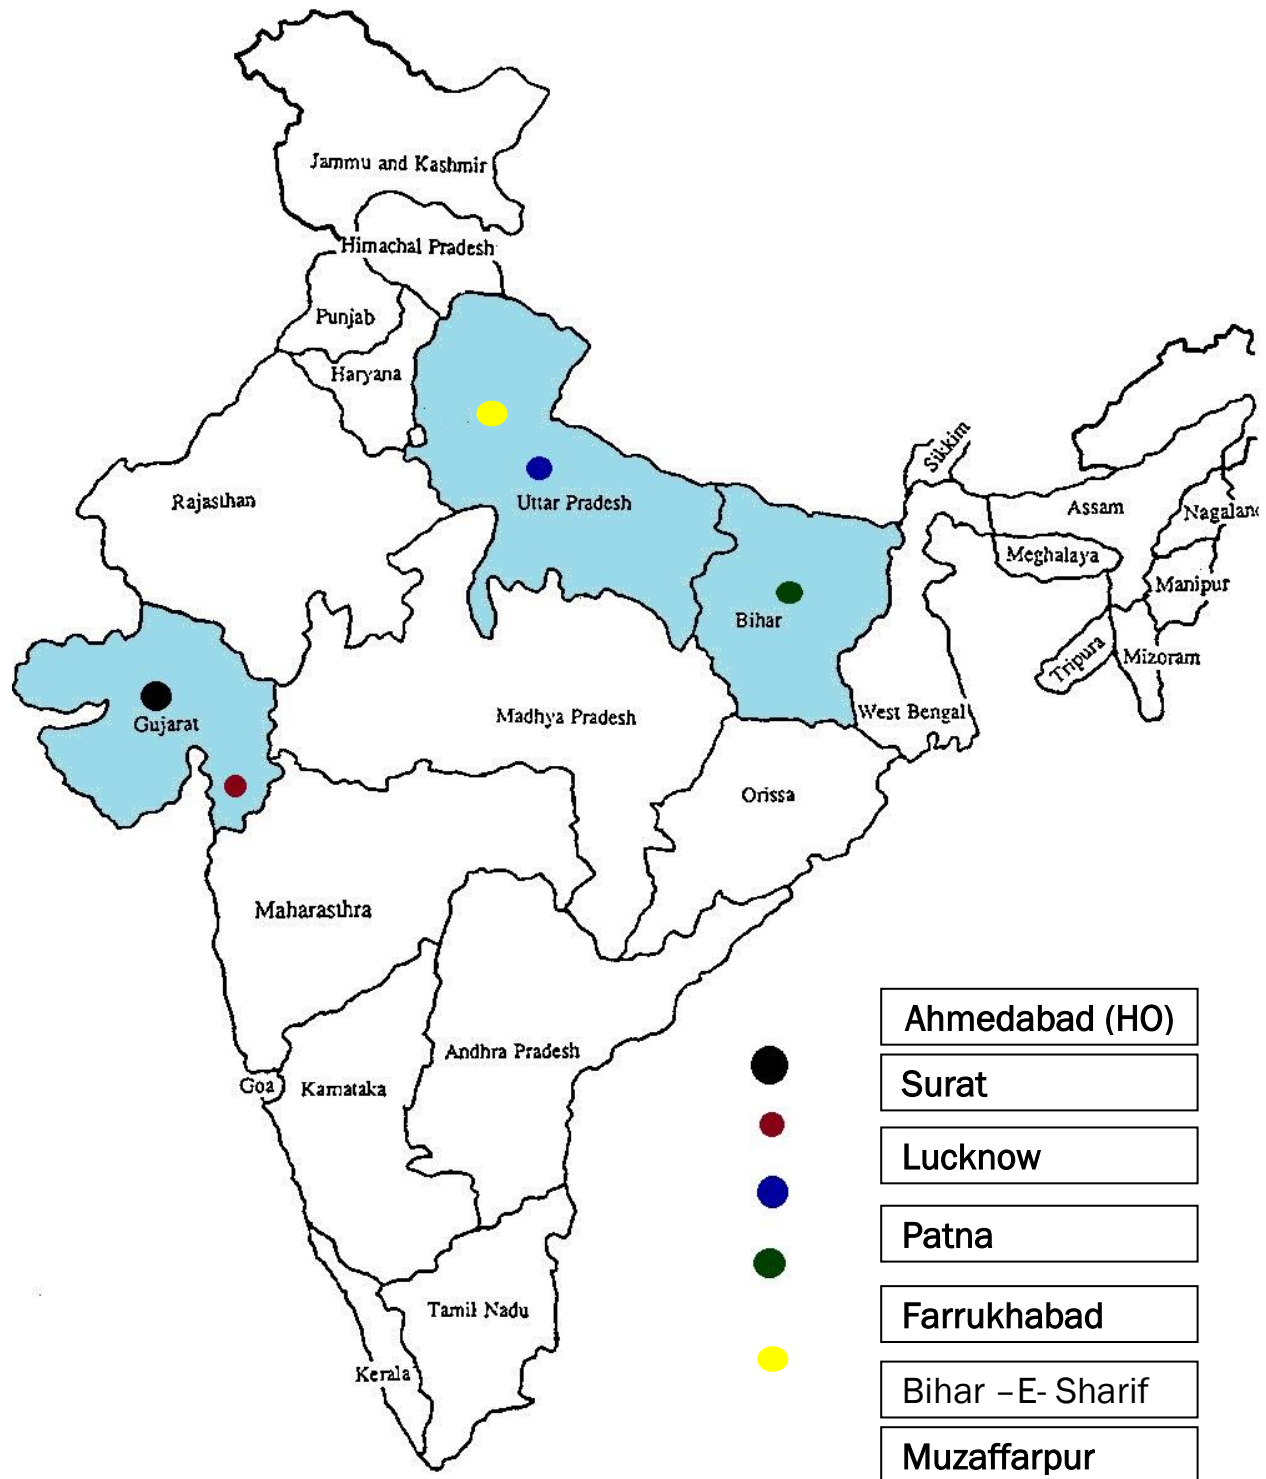 Jammu and Kashmir
Himachal Pradesh
Punjab
Haryana
Sikkim
Rajasthan
Uttar Pradesh
Assam
Nagaland
Meghalaya
Manipur
Bihar
Tripura
Mizoram
Gujarat
Madhya Pradesh
West Bengal
Orissa
Maharasthra
Ahmedabad (HO)
Andhra Pradesh
Surat
Goa
Karnataka
Lucknow
Patna
Tamil Nadu
Farrukhabad
Kerala
Bihar –E- Sharif
Muzaffarpur